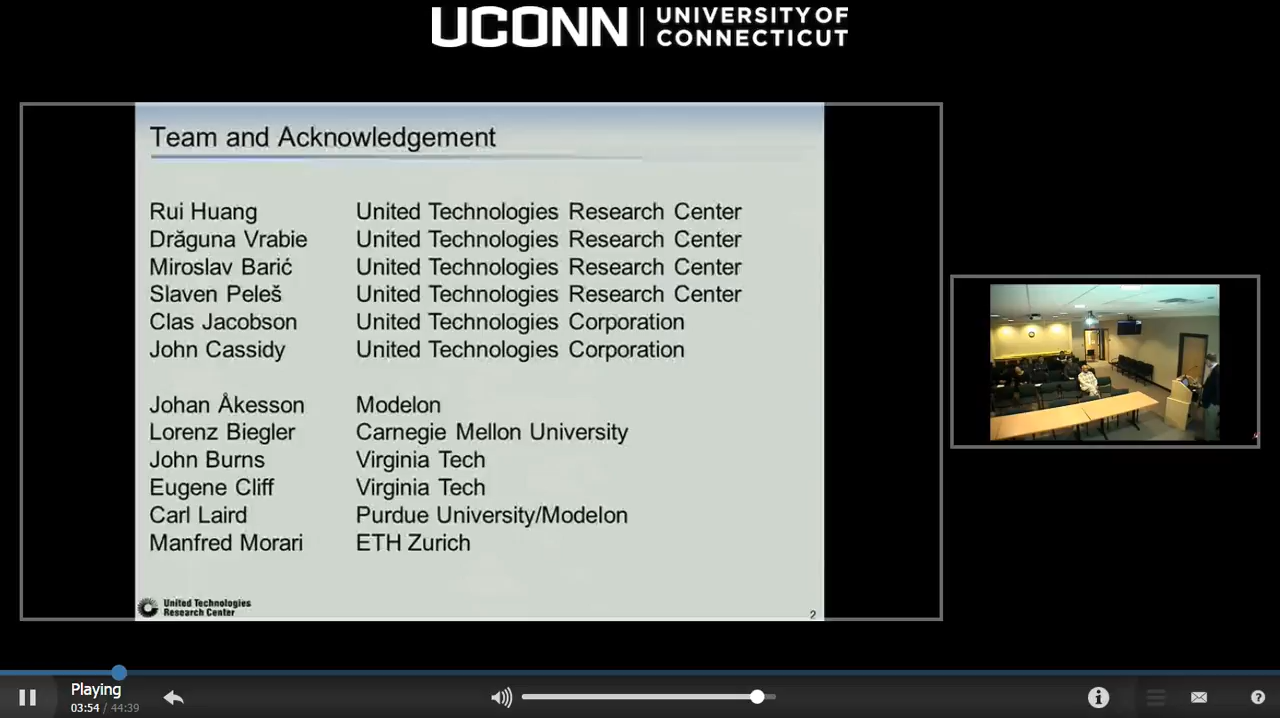 UCONN UNIVERSITY OF CONNECTICUT
Team and Acknowledgement
Rui Huang United Technologies Research Center
Drăguna Vrabie United Technologies Research Center
Miroslav Barić United Technologies Research Center
Slaven Peleš United Technologies Research Center
Clas Jacobson United Technologies Corporation
John Cassidy United Technologies Corporation
Johan Åkesson Modelon
Lorenz Biegler Carnegie Mellon University
John Burns Virginia Tech
Eugene Cliff Virginia Tech
Carl Laird Purdue University/Modelon
Manfred Morari ETH Zurich
United Technologies
Research Center
2
Playing
03:54 / 44:39